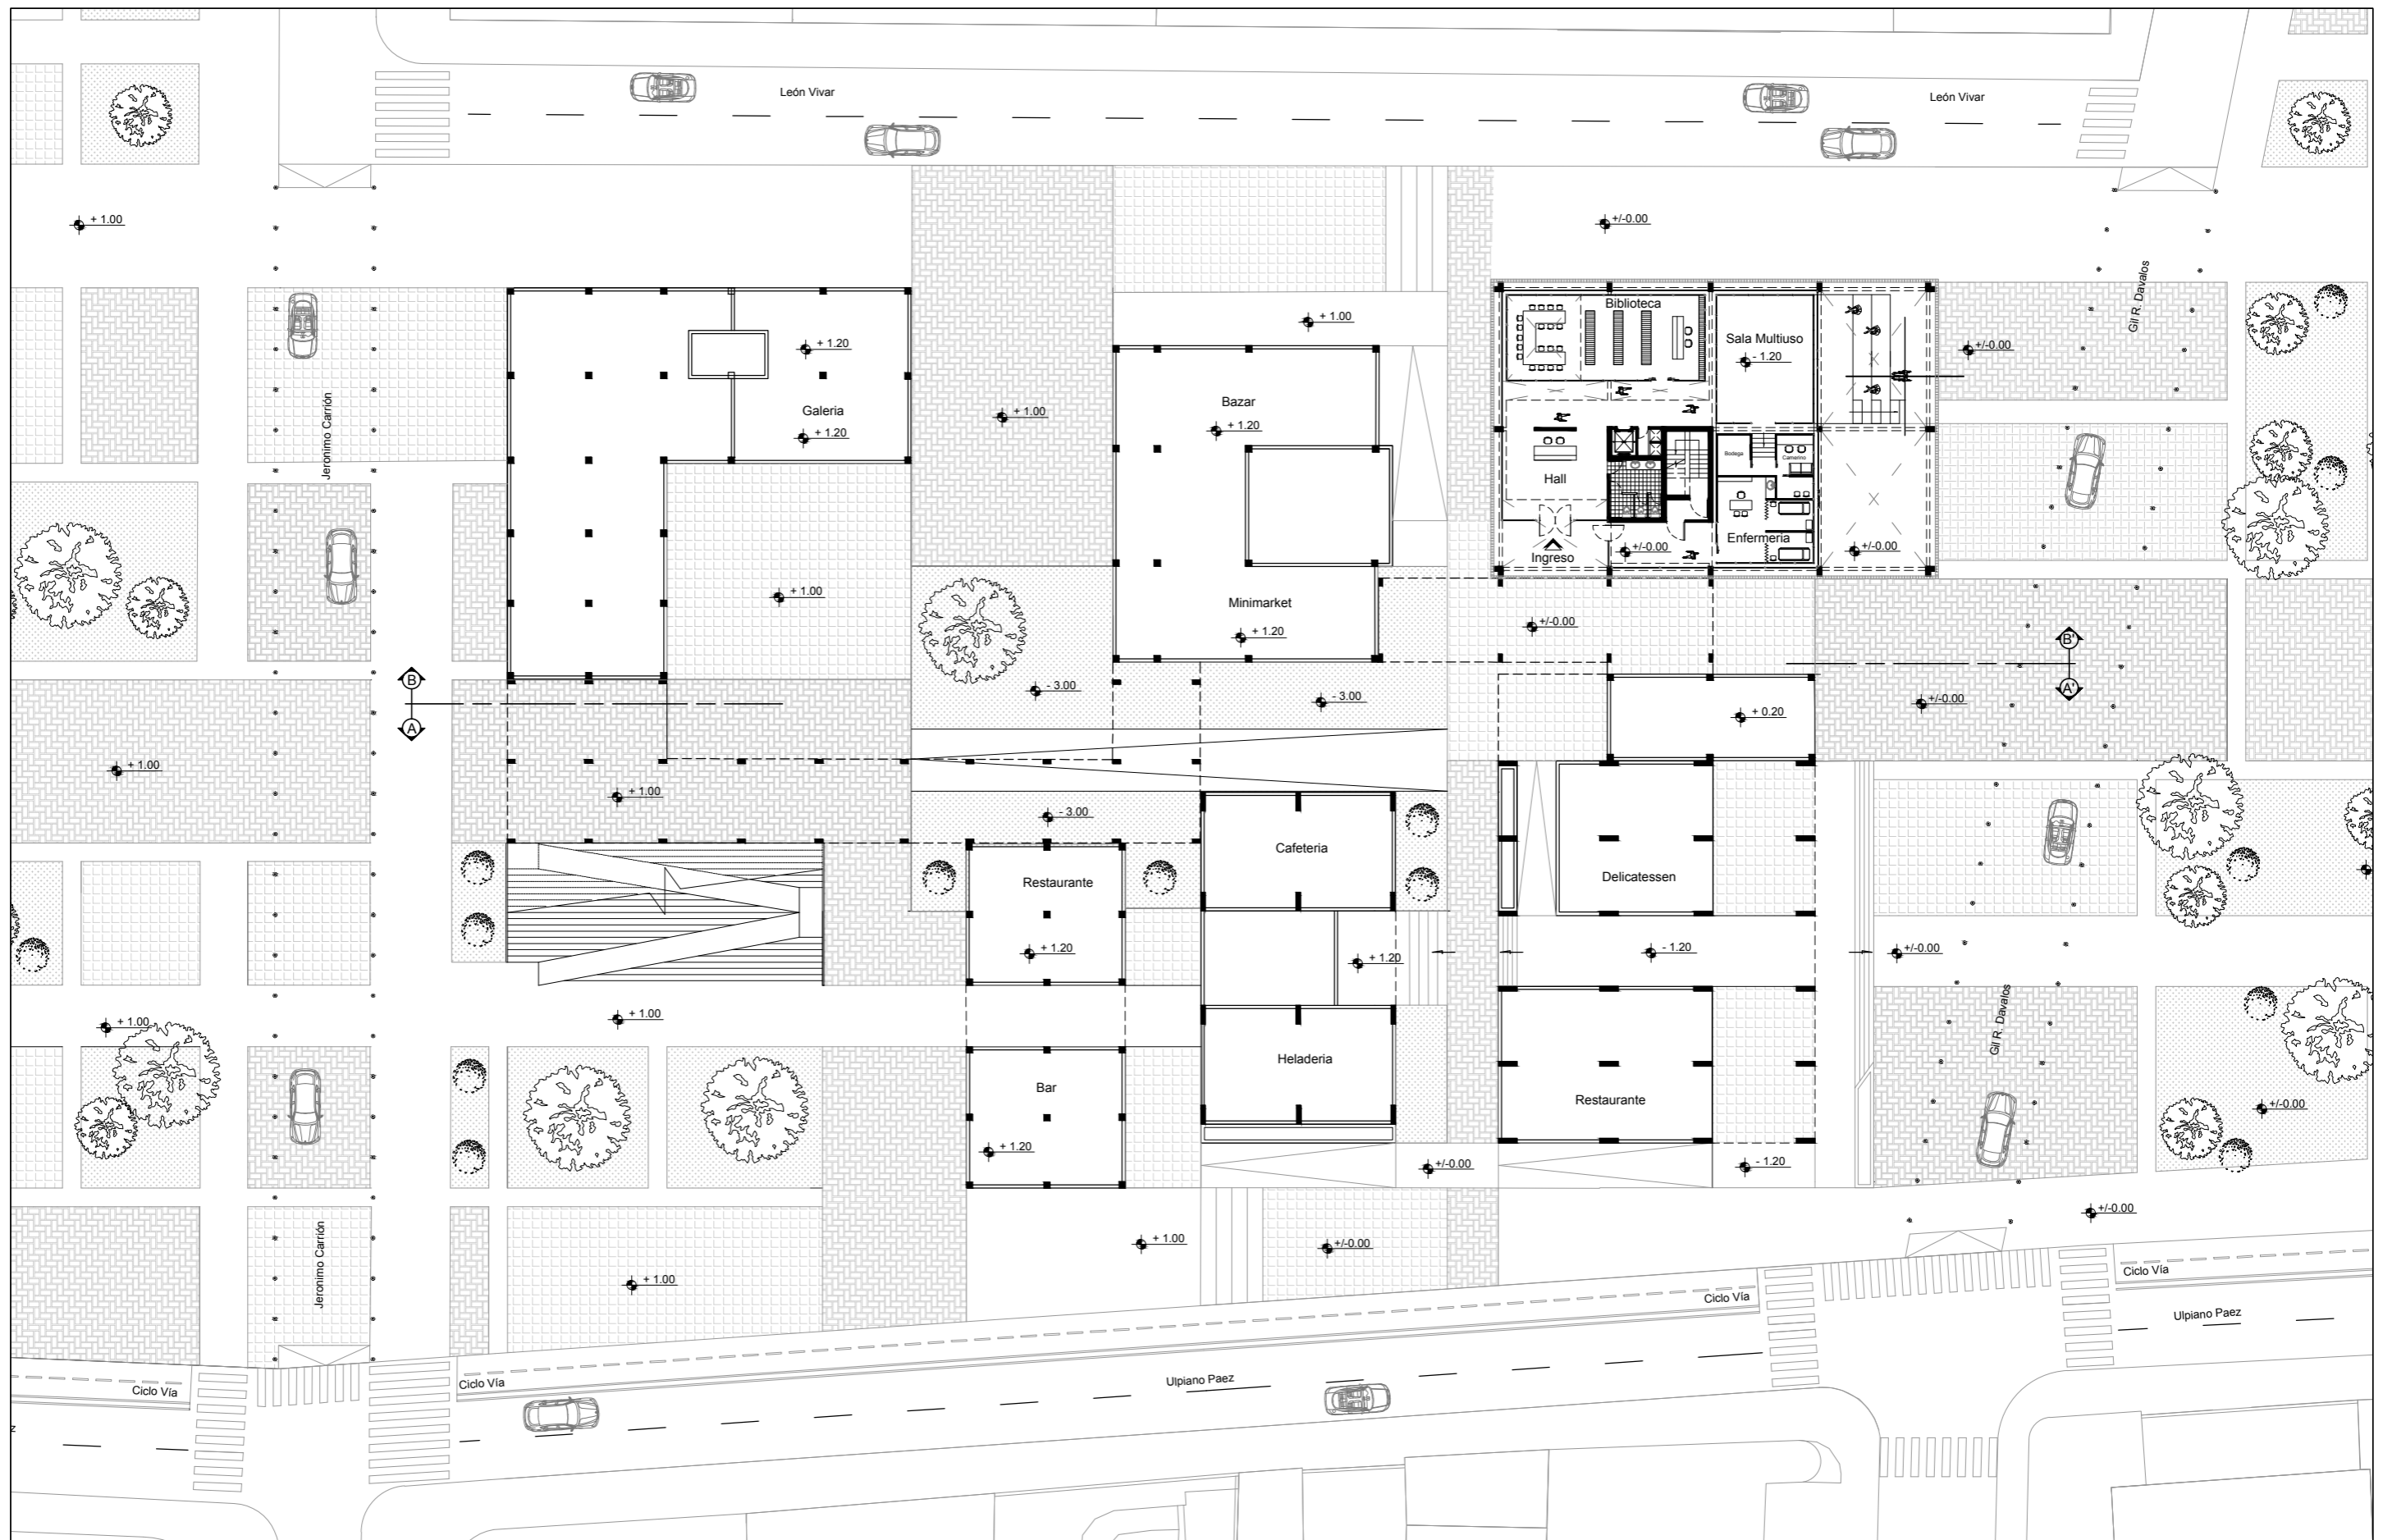 León Vivar
León Vivar
+ 1.00
+/-0.00
Gil R. Davalos
Biblioteca
+ 1.00
Sala Multiuso
- 1.20
+ 1.20
+/-0.00
Jeronimo Carrión
Galeria
+ 1.20
+ 1.00
Bazar
+ 1.20
Bodega
Camerino
Hall
Enfermeria
Ingreso
+/-0.00
+/-0.00
+ 1.00
Minimarket
+ 1.20
+/-0.00
B
A
- 3.00
- 3.00
B'
A'
+/-0.00
+ 0.20
+ 1.00
+ 1.00
- 3.00
Cafeteria
Restaurante
Delicatessen
+ 1.20
+ 1.20
- 1.20
+/-0.00
+ 1.00
+ 1.00
Gil R. Davalos
Heladeria
Bar
Restaurante
+/-0.00
+ 1.20
+/-0.00
- 1.20
+/-0.00
Jeronimo Carrión
+ 1.00
+/-0.00
+ 1.00
Ciclo Vía
Ciclo Vía
Ulpiano Paez
Ciclo Vía
Ciclo Vía
Ulpiano Paez
z